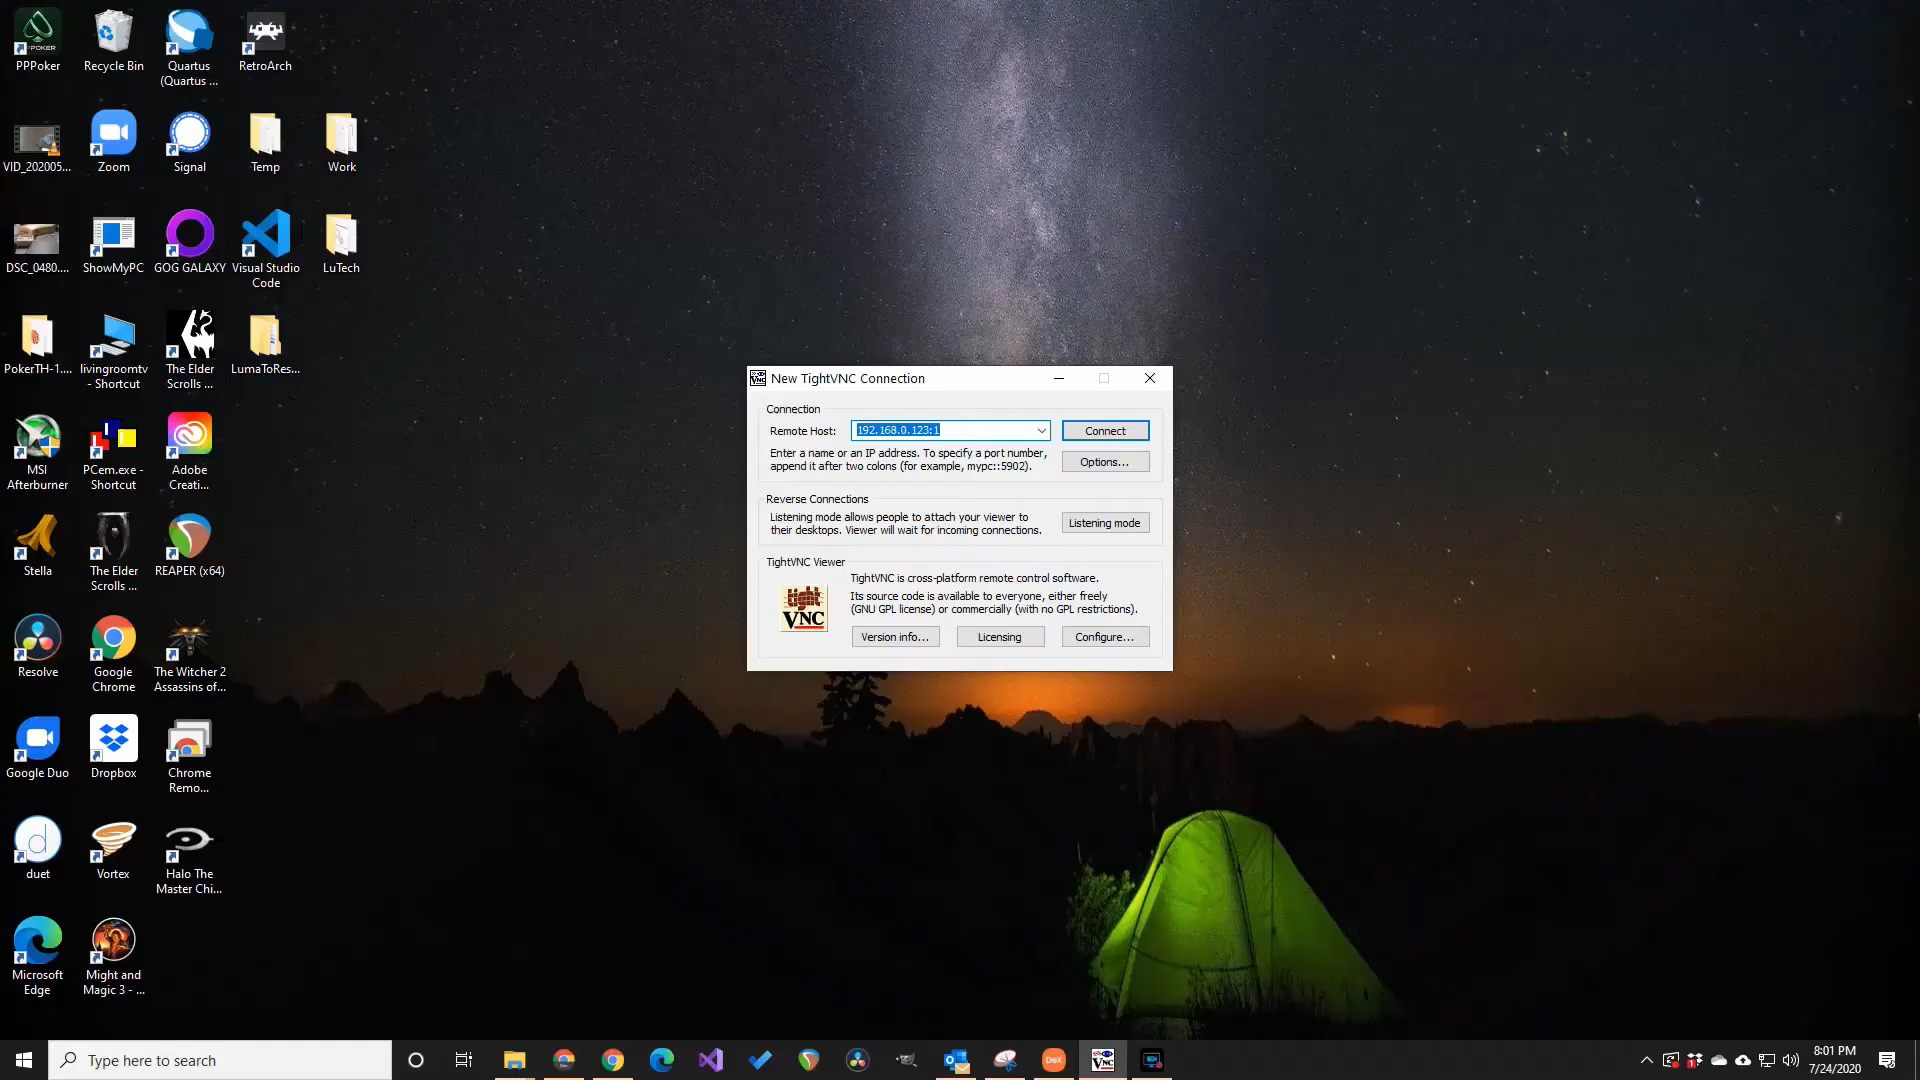 PPPoker
Recycle Bin
Quartus
(Quartus ...
RetroArch
VID_202005...
Zoom
Signal
Temp
Work
DSC_0480....
ShowMyPC
GOG GALAXY
Visual Studio
Code
LuTech
PokerTH-1....
livingroomtv
- Shortcut
The Elder
Scrolls ...
LumaToRes...
MSI
Afterburner
PCem.exe -
Shortcut
Adobe
Creati...
Stella
The Elder
Scrolls ...
REAPER (x64)
Resolve
Google
Chrome
The Witcher 2
Assassins of...
Google Duo
Dropbox
Chrome
Remo...
duet
Vortex
Halo The
Master Chi...
Microsoft
Edge
Might and
Magic 3 - ...
New TightVNC Connection
Connection
Remote Host:
192.168.0.123:1
Connect
Enter a name or an IP address. To specify a port number,
append it after two colons (for example, mypc::5902).
Options...
Reverse Connections
Listening mode allows people to attach your viewer to
their desktops. Viewer will wait for incoming connections.
Listening mode
TightVNC Viewer
tight
VNC
TightVNC is cross-platform remote control software.
Its source code is available to everyone, either freely
(GNU GPL license) or commercially (with no GPL restrictions).
Version info...
Licensing
Configure...
Type here to search
DeX
VNC
8:01 PM
7/24/2020